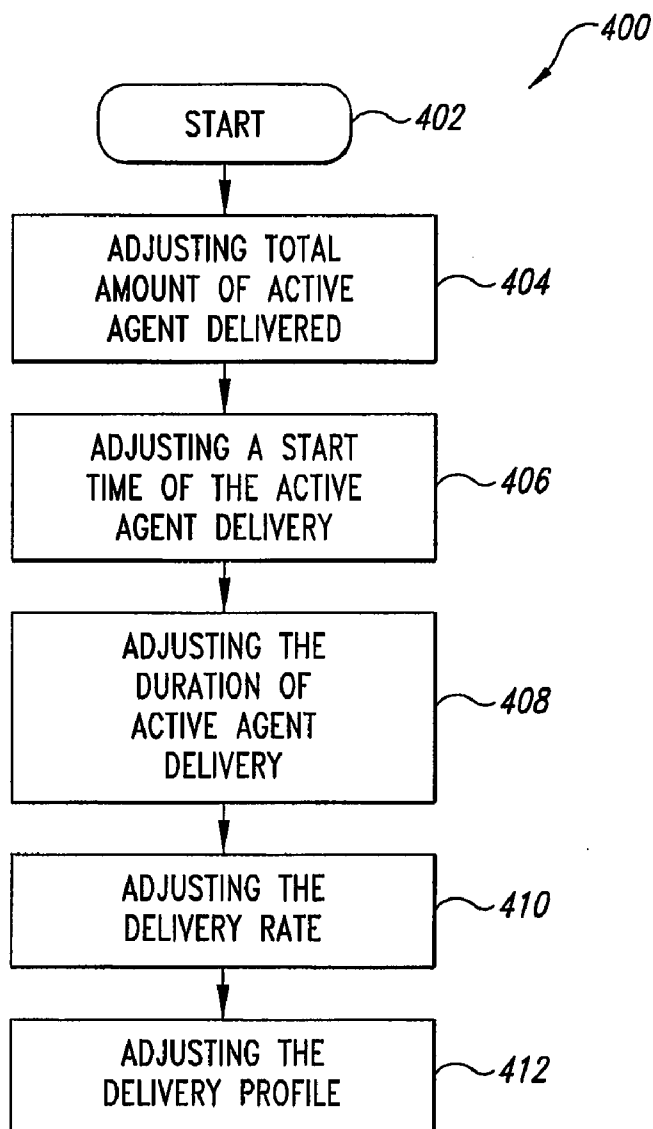 400
START
402
ADJUSTING TOTAL
AMOUNT OF ACTIVE
AGENT DELIVERED
404
ADJUSTING A START
TIME OF THE ACTIVE
AGENT DELIVERY
406
ADJUSTING THE
DURATION OF
ACTIVE AGENT
DELIVERY
408
ADJUSTING THE
DELIVERY RATE
410
ADJUSTING THE
DELIVERY PROFILE
412